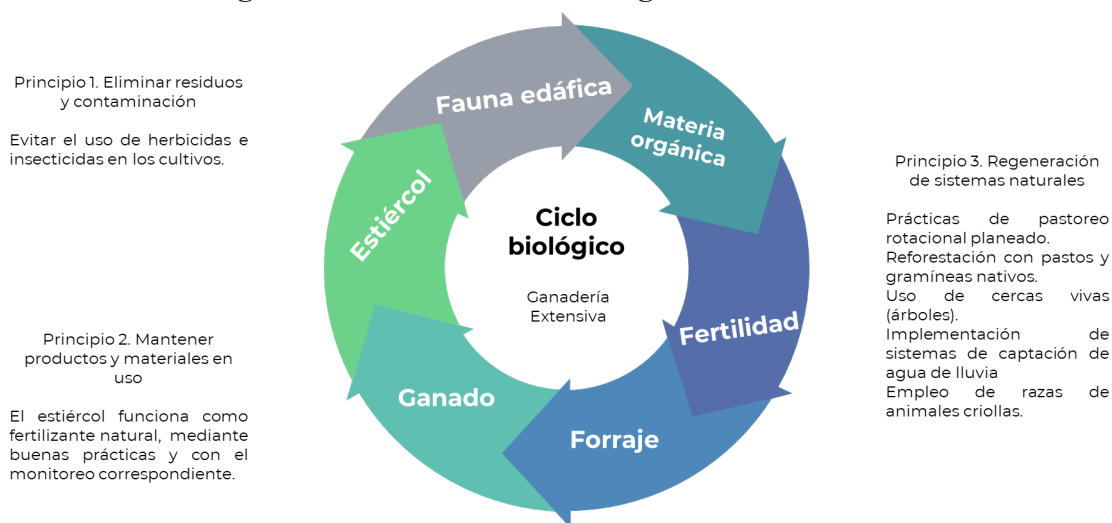 Principio 1. Eliminar residuos
y contaminación
Evitar el uso de herbicidas e
insecticidas en los cultivos.
Principio 2. Mantener
productos y materiales en
uso
El estiércol funciona como
fertilizante natural, mediante
buenas prácticas y con el
monitoreo correspondiente.
Fauna edáfica
Materia
orgánica
Fertilidad
Forraje
Ganado
Estiércol
Ciclo
biológico
Ganadería
Extensiva
Principio 3. Regeneración
de sistemas naturales
Prácticas de pastoreo
rotacional planeado.
Reforestación con pastos y
gramíneas nativos.
Uso de cercas vivas
(árboles).
Implementación de
sistemas de captación de
agua de lluvia
Empleo de razas de
animales criollas.